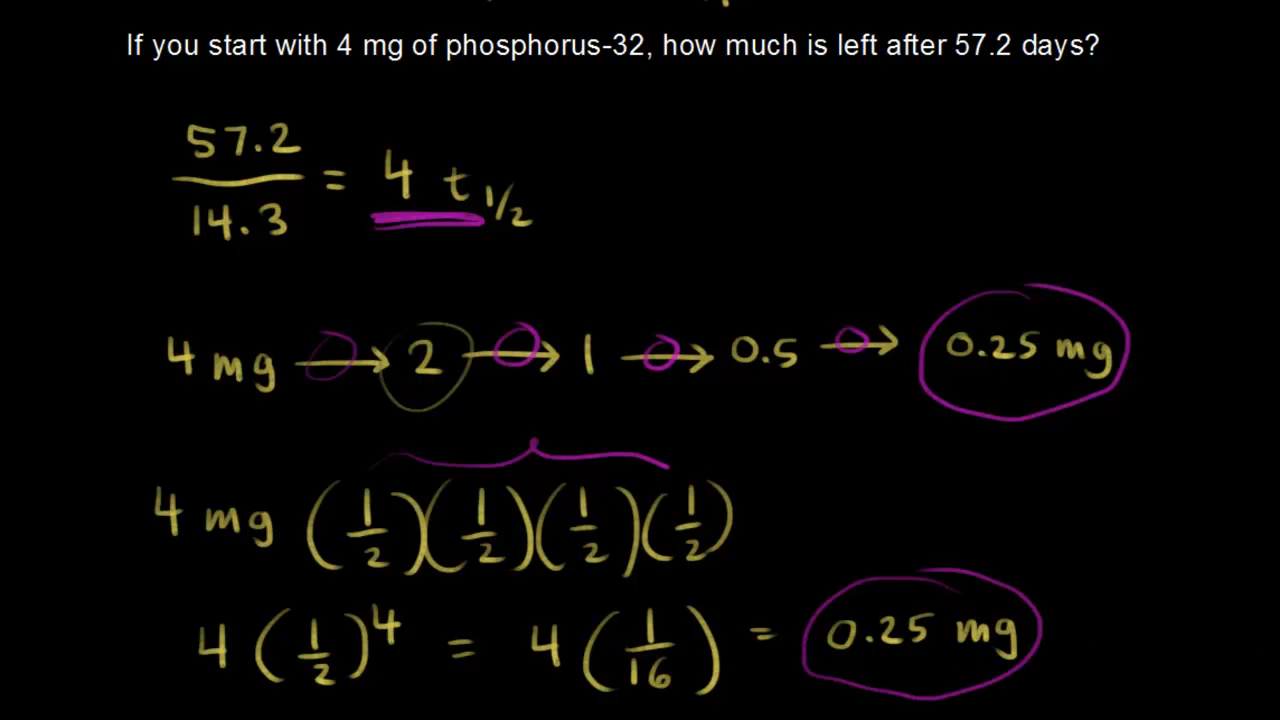 If you start with 4 mg of phosphorus-32, how much is left after 57.2 days?
57.2
14.3
= 4 t 1/2
4 mg → 2 → 1 → 0.5 → 0.25 mg
4 mg (1/2)(1/2)(1/2)(1/2)
4 (1/2)^4 = 4 (1/16) = 0.25 mg